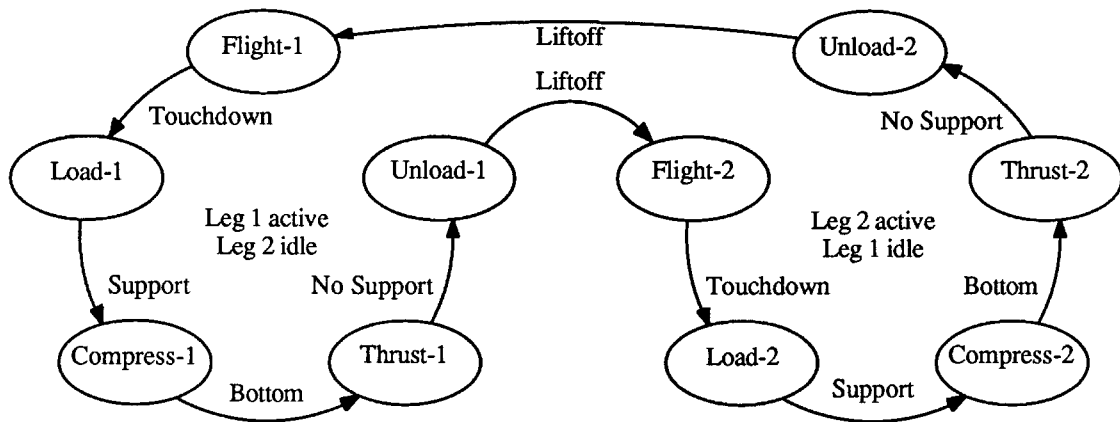 Flight-1
Liftoff
Unload-2
Liftoff
Touchdown
No Support
Load-1
Unload-1
Flight-2
Thrust-2
Leg 1 active
Leg 2 idle
Leg 2 active
Leg 1 idle
Support
No Support
Touchdown
Bottom
Compress-1
Thrust-1
Load-2
Compress-2
Bottom
Support